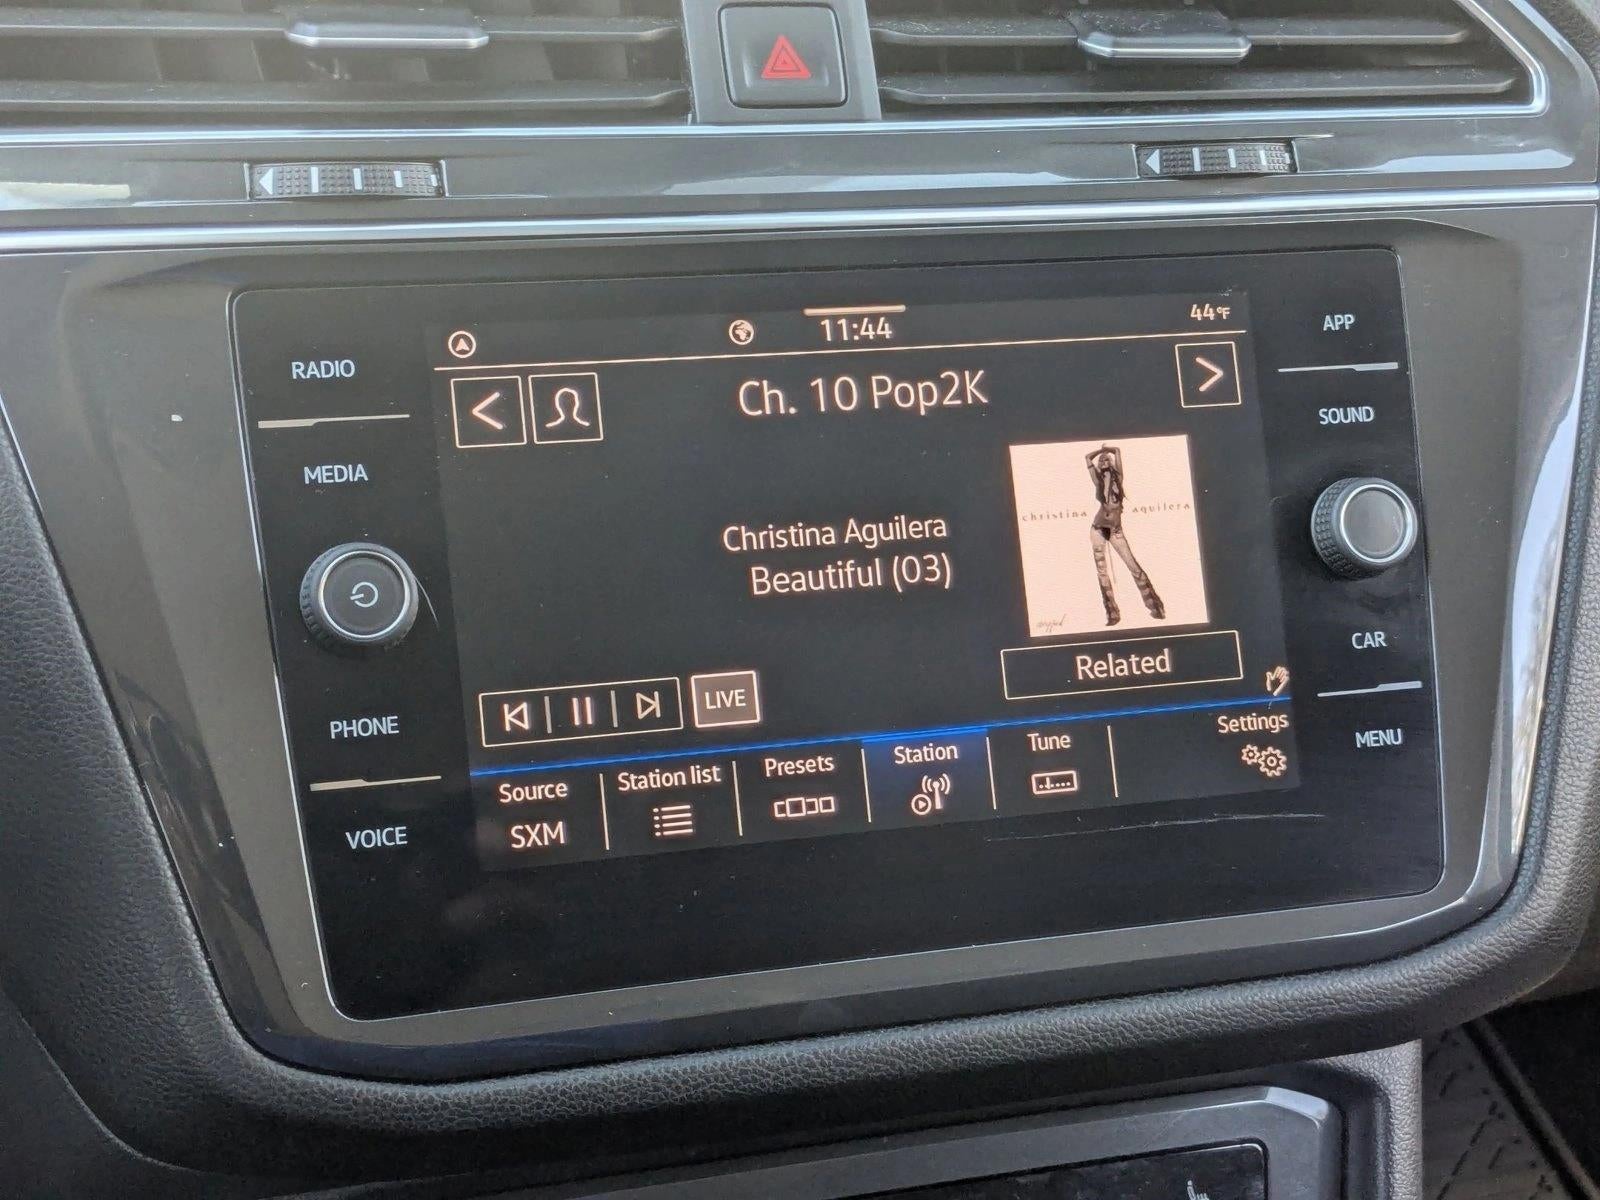 11:44
44°F
RADIO
APP
Ch. 10 Pop2K
SOUND
MEDIA
christina aguilera
Christina Aguilera
Beautiful (03)
Related
CAR
LIVE
PHONE
Settings
MENU
Source
Station list
Presets
Station
Tune
SXM
VOICE